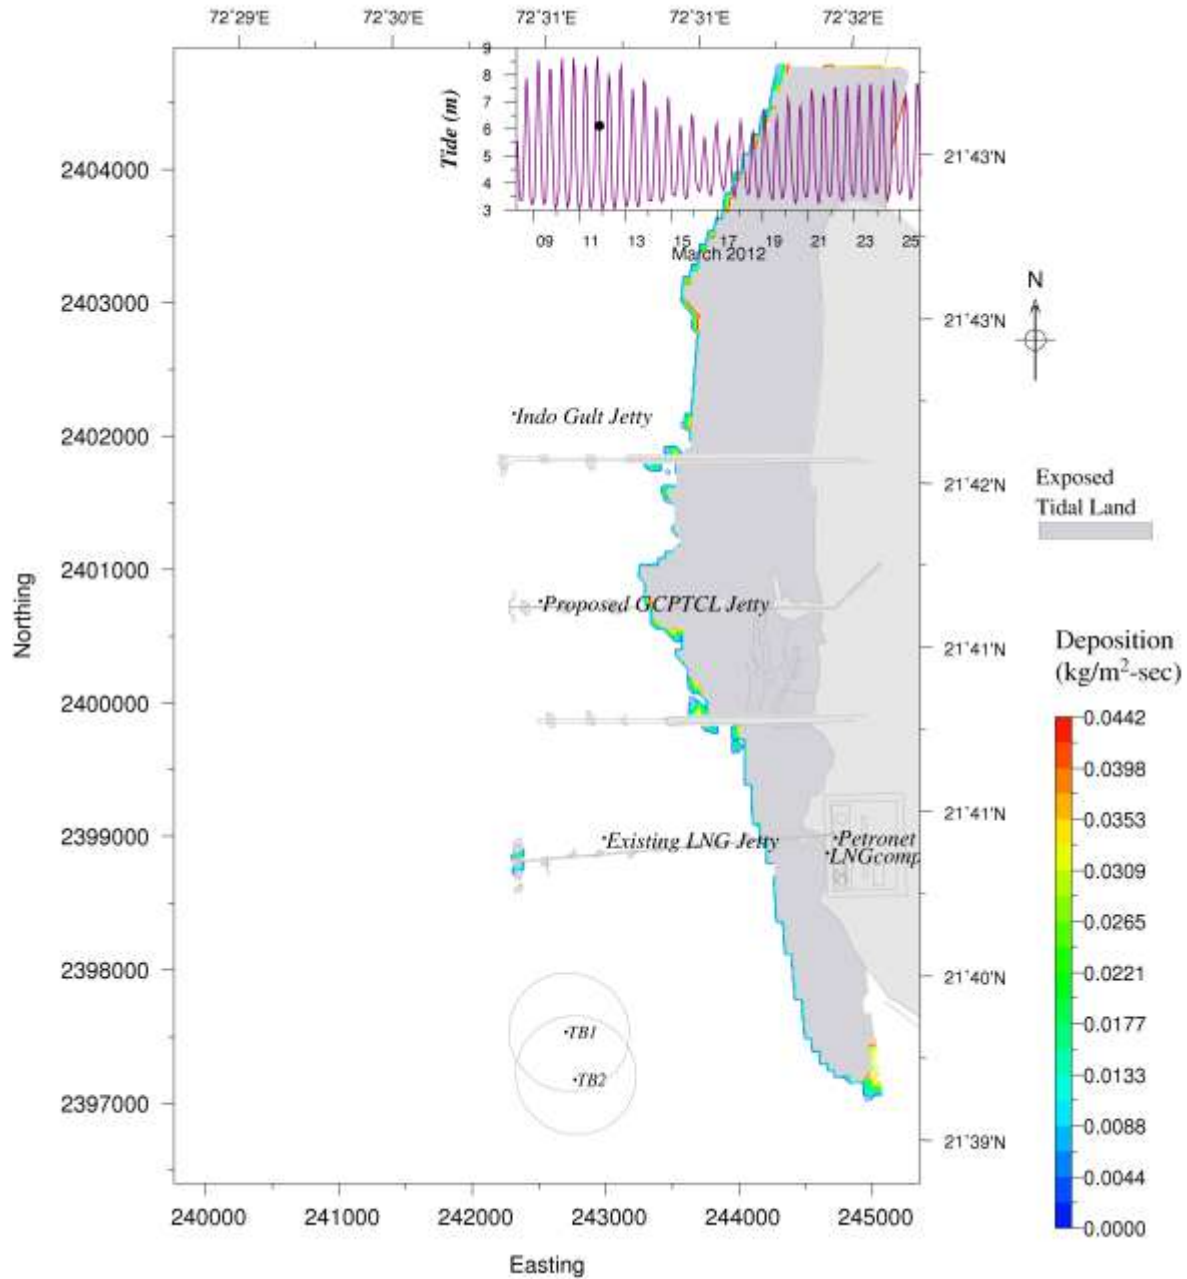 72°29'E 72°30'E 72°31'E 72°31'E 72°32'E
9
8
7
6
5
4
3
Tide (m)
09 11 13 15 17 19 21 23 25
March 2012
2404000
2403000
2402000
2401000
2400000
2399000
2398000
2397000
Northing
21°43'N
21°43'N
21°42'N
21°41'N
21°41'N
21°40'N
21°39'N
N
Indo Gult Jetty
Proposed GCPTCL Jetty
Existing LNG Jetty
Petronet
LNGcomp
TB1
TB2
Exposed
Tidal Land
Deposition
(kg/m²-sec)
0.0442
0.0398
0.0353
0.0309
0.0265
0.0221
0.0177
0.0133
0.0088
0.0044
0.0000
240000 241000 242000 243000 244000 245000
Easting